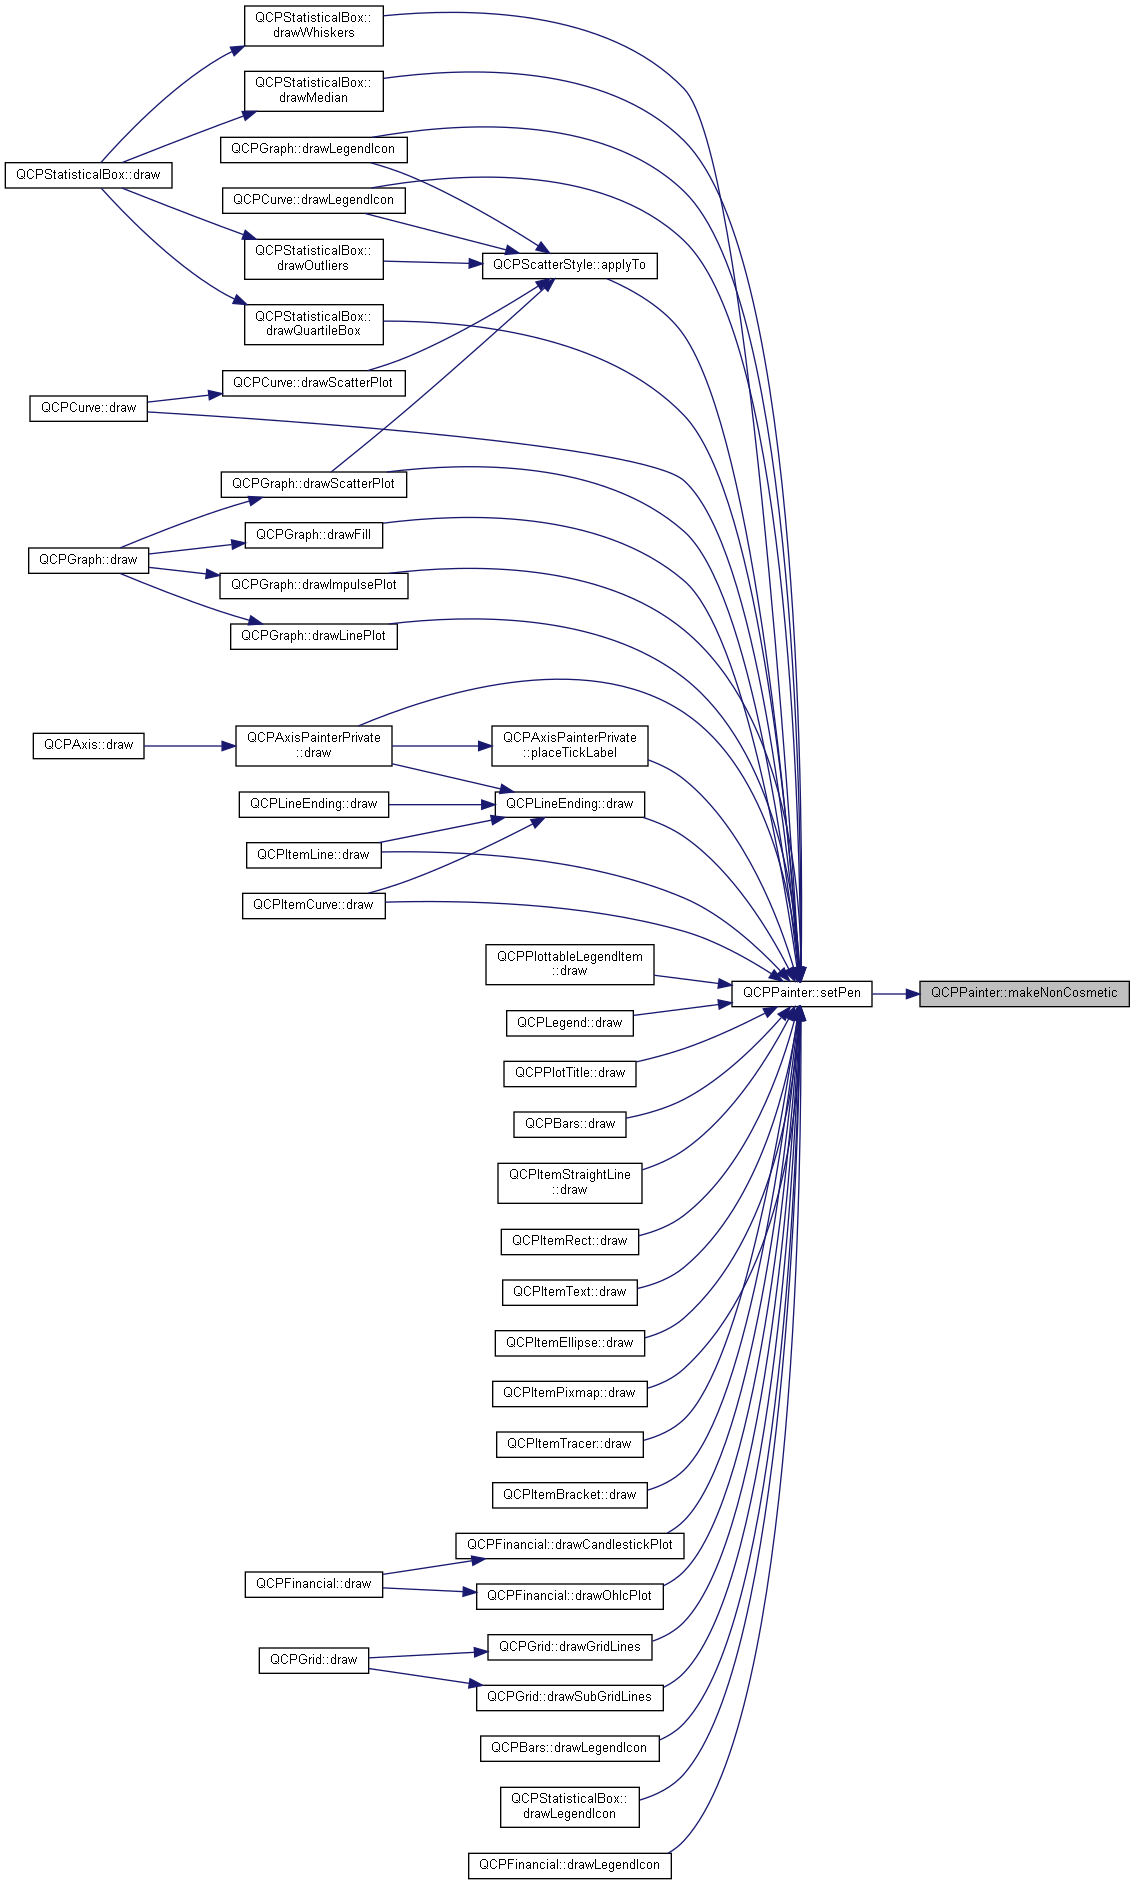 QCPStatisticalBox::
drawWhiskers
QCPStatisticalBox::
drawMedian
QCPGraph::drawLegendIcon
QCPStatisticalBox::draw
QCPCurve::drawLegendIcon
QCPStatisticalBox::
drawOutliers
QCPScatterStyle::applyTo
QCPStatisticalBox::
drawQuartileBox
QCPCurve::drawScatterPlot
QCPCurve::draw
QCPGraph::drawScatterPlot
QCPGraph::drawFill
QCPGraph::draw
QCPGraph::drawImpulsePlot
QCPGraph::drawLinePlot
QCPAxis::draw
QCPAxisPainterPrivate
::draw
QCPAxisPainterPrivate
::placeTickLabel
QCPLineEnding::draw
QCPLineEnding::draw
QCPItemLine::draw
QCPItemCurve::draw
QCPPlottableLegendItem
::draw
QCPPainter::setPen
QCPPainter::makeNonCosmetic
QCPLegend::draw
QCPPlotTitle::draw
QCPBars::draw
QCPItemStraightLine
::draw
QCPItemRect::draw
QCPItemText::draw
QCPItemEllipse::draw
QCPItemPixmap::draw
QCPItemTracer::draw
QCPItemBracket::draw
QCPFinancial::drawCandlestickPlot
QCPFinancial::draw
QCPFinancial::drawOhlcPlot
QCPGrid::drawGridLines
QCPGrid::draw
QCPGrid::drawSubGridLines
QCPBars::drawLegendIcon
QCPStatisticalBox::
drawLegendIcon
QCPFinancial::drawLegendIcon